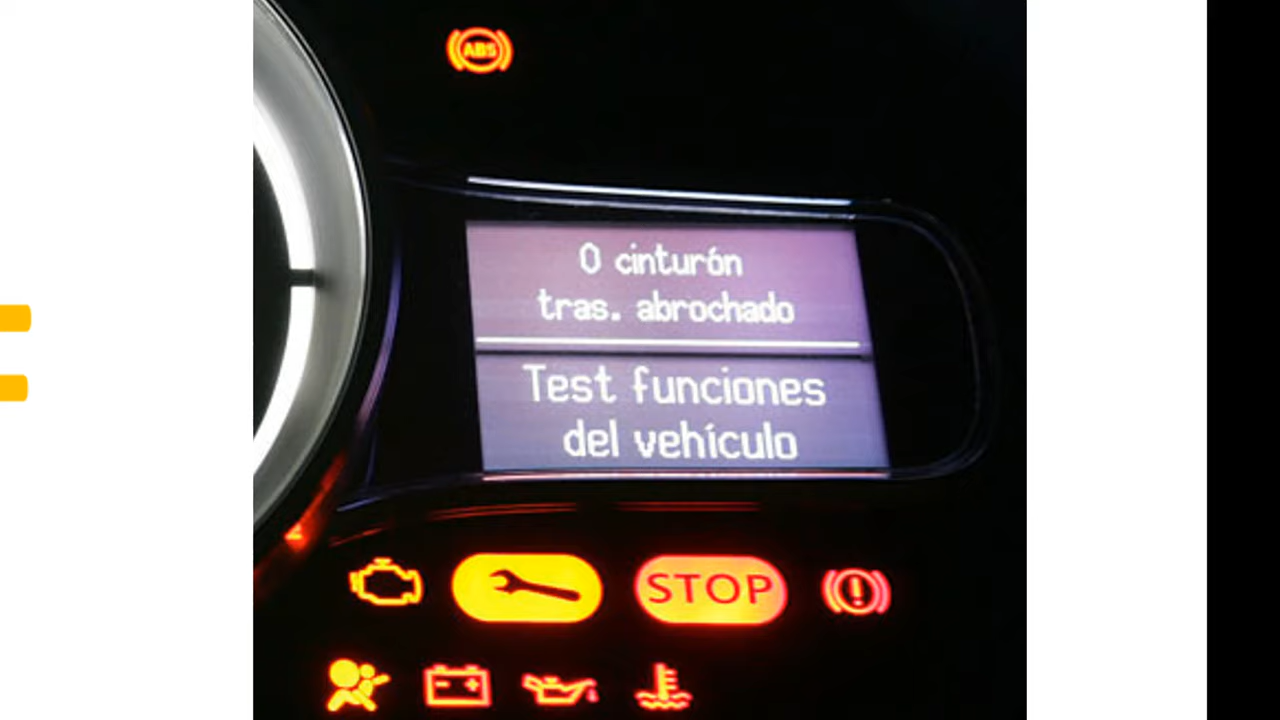 ABS
0 cinturón
tras. abrochado
Test funciones
del vehículo
STOP